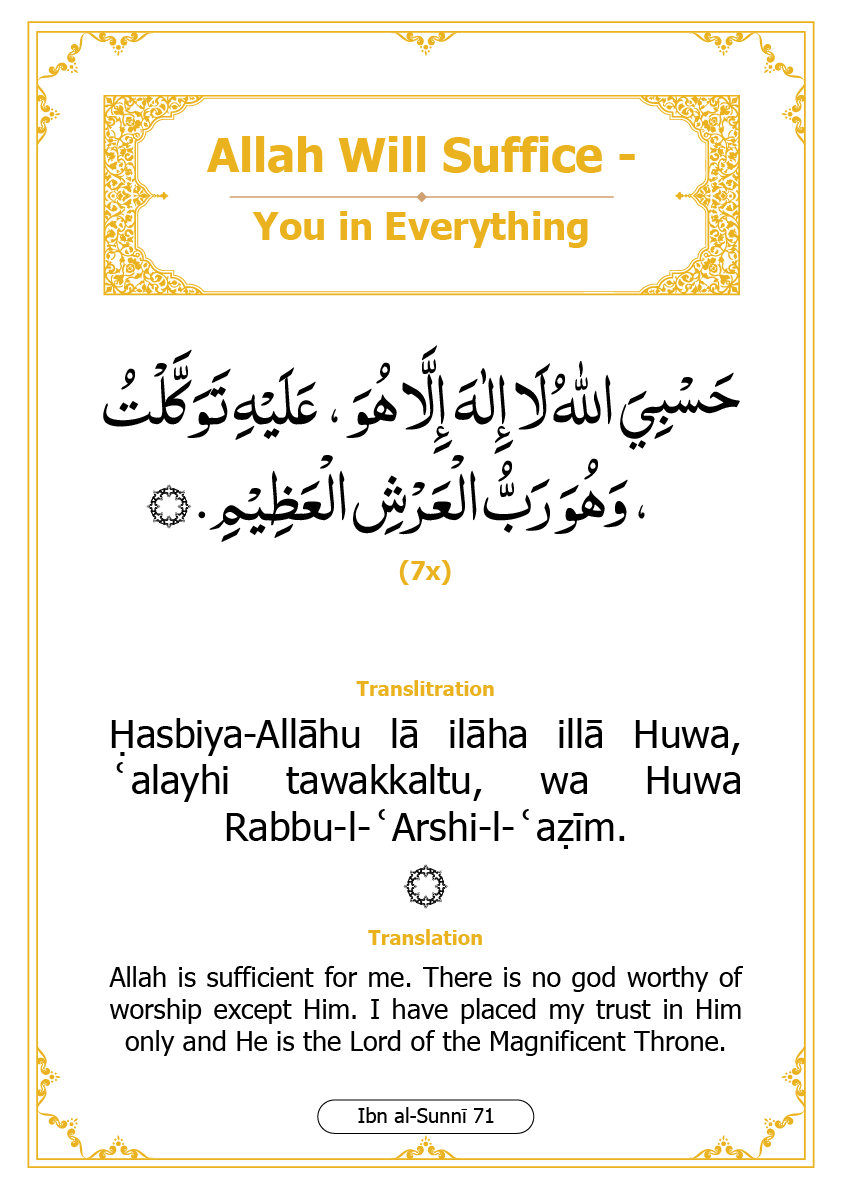 Allah Will Suffice -
You in Everything
حَسْبِيَ اللهُ لَا إِلٰهَ إِلَّا هُوَ ، عَلَيْهِ تَوَكَّلْتُ
، وَهُوَ رَبُّ الْعَرْشِ الْعَظِيْمِ .
(7x)
Translitration
Ḥasbiya-Allāhu lā ilāha illā Huwa,
ʿalayhi tawakkaltu, wa Huwa
Rabbu-l-ʿArshi-l-ʿaẓīm.
Translation
Allah is sufficient for me. There is no god worthy of
worship except Him. I have placed my trust in Him
only and He is the Lord of the Magnificent Throne.
Ibn al-Sunnī 71